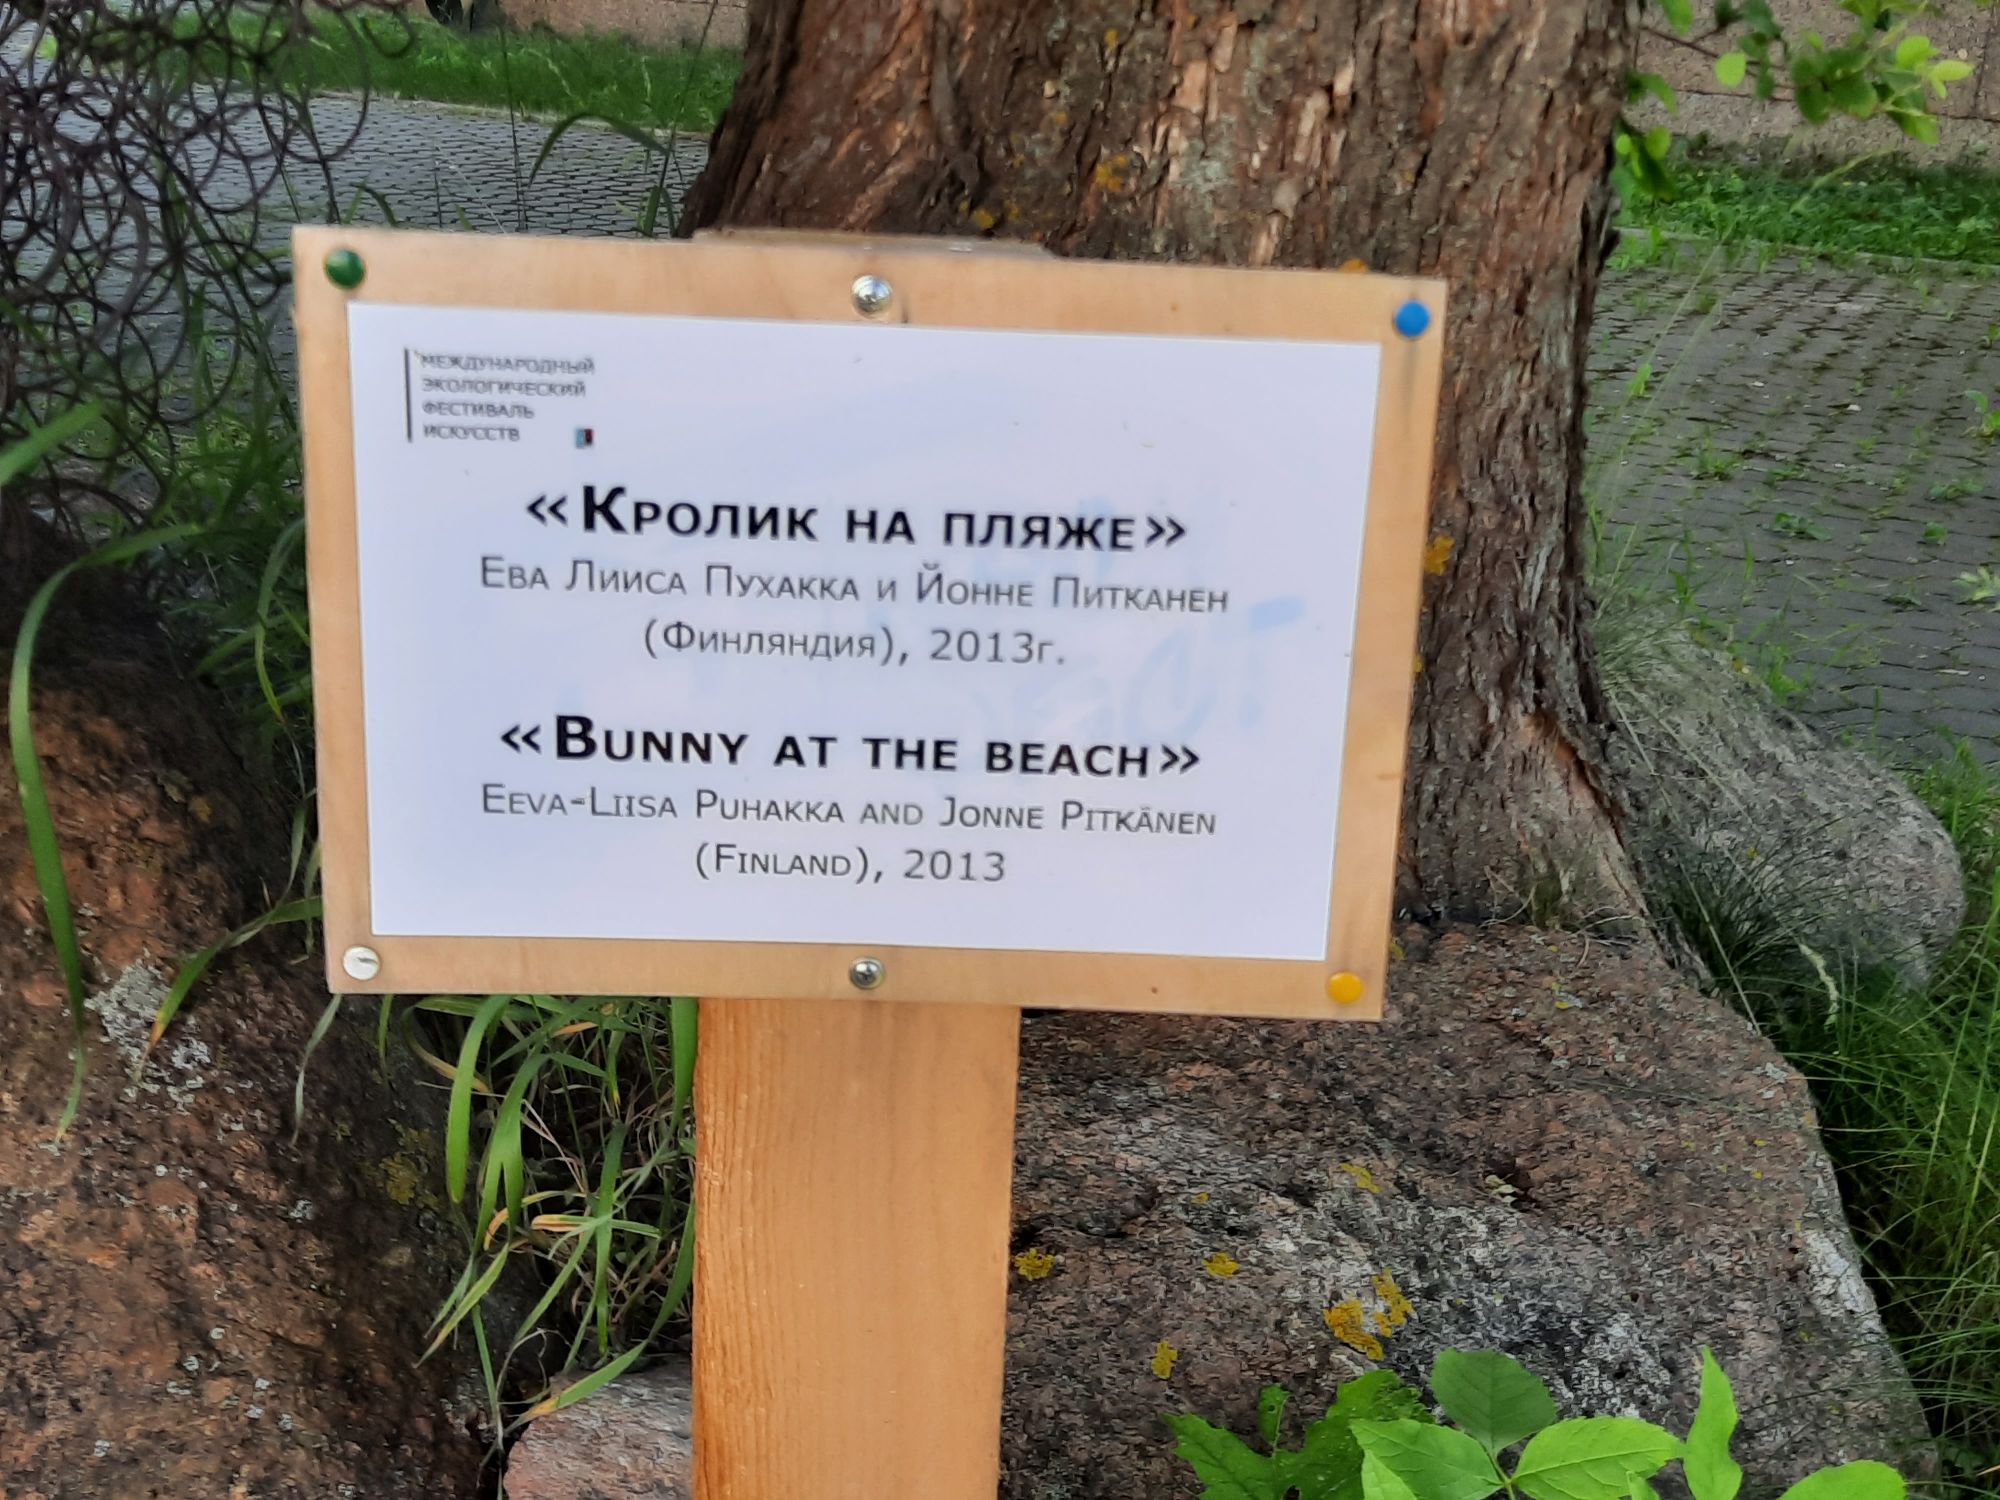 МЕЖДУНАРОДНЫЙ
ЭКОЛОГИЧЕСКИЙ
ФЕСТИВАЛЬ
ИСКУССТВ
«КРОЛИК НА ПЛЯЖЕ»
ЕВА ЛИИСА ПУХАККА И ЙОННЕ ПИТКАНЕН
(ФИНЛЯНДИЯ), 2013г.
«BUNNY AT THE BEACH»
EEVA-LIISA PUHAKKA AND JONNE PITKÄNEN
(FINLAND), 2013